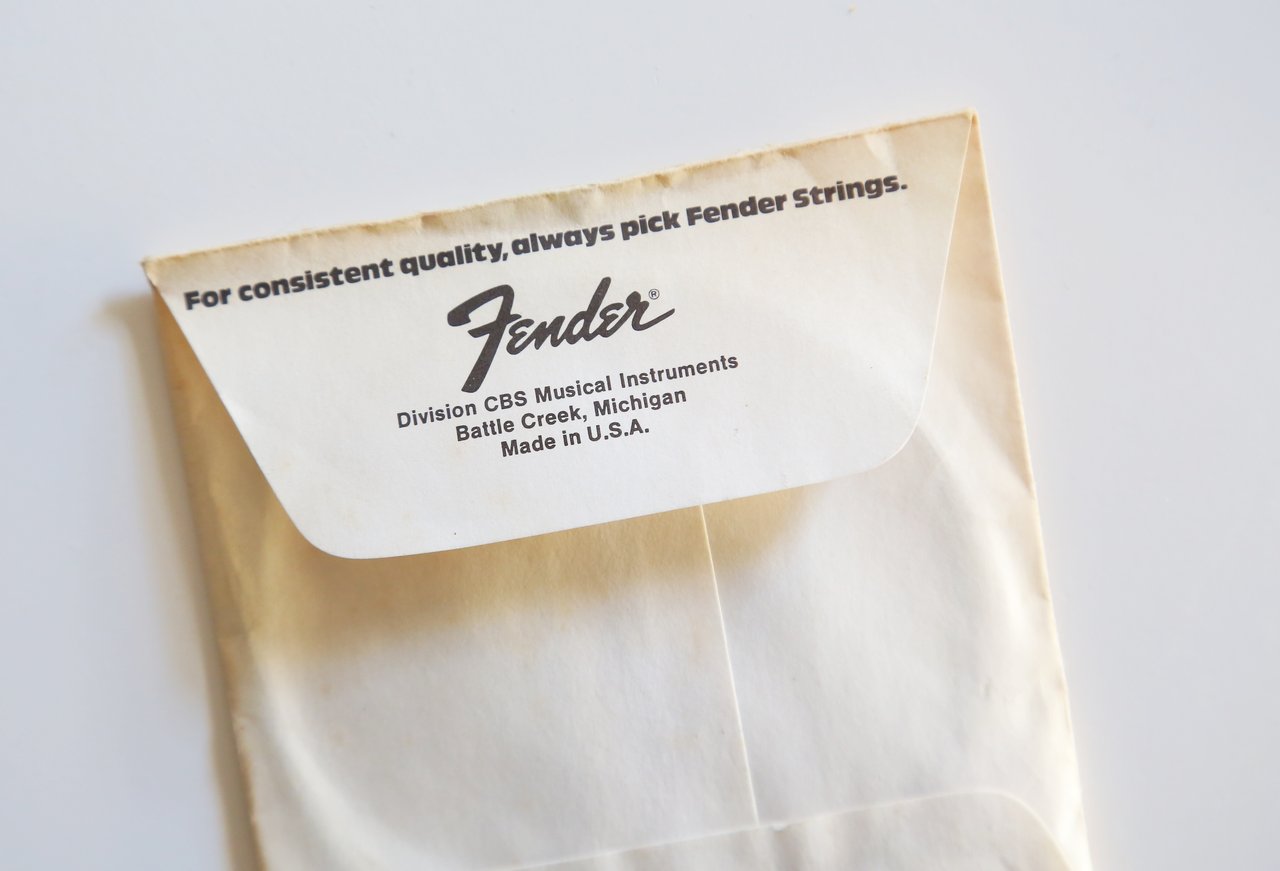 For consistent quality, always pick Fender Strings.
Fender®
Division CBS Musical Instruments
Battle Creek, Michigan
Made in U.S.A.